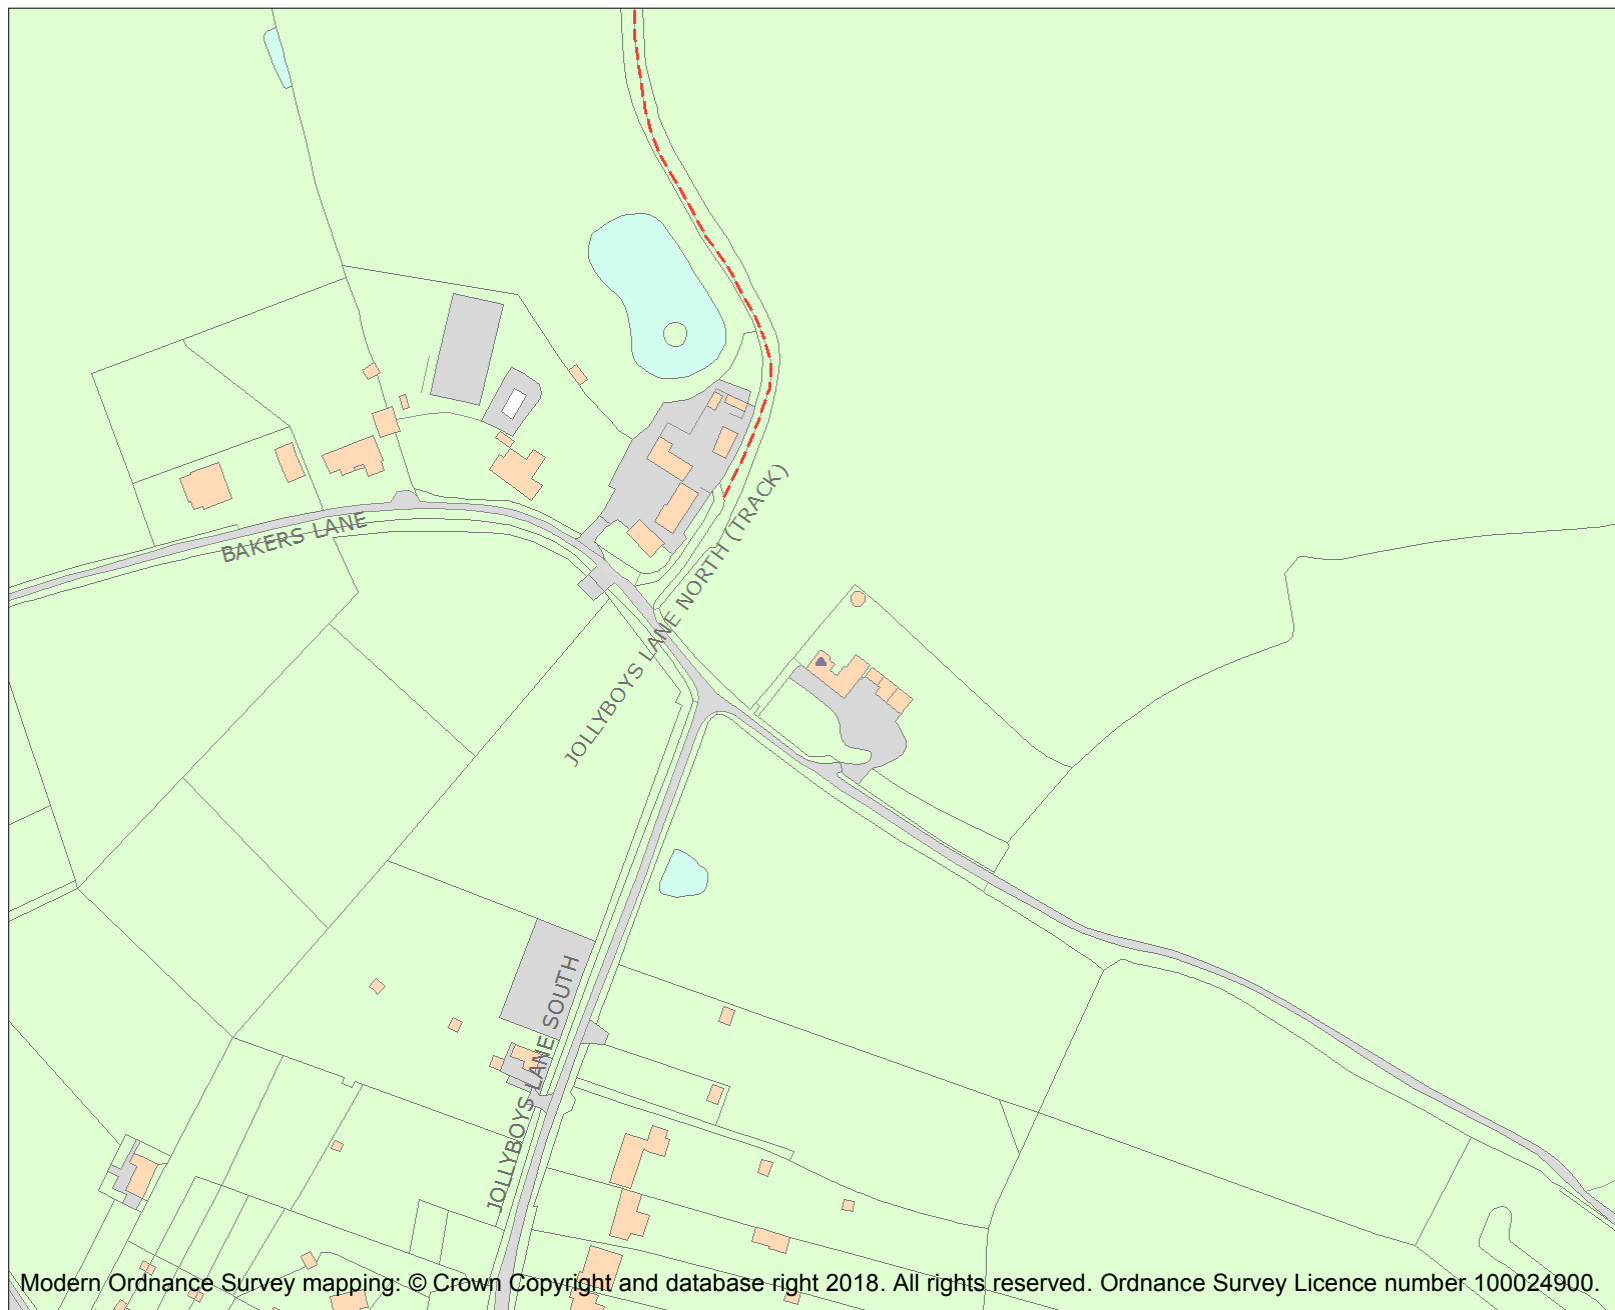 BAKERS LANE
JOLLYBOYS LANE NORTH (TRACK)
JOLLYBOYS LANE SOUTH
Modern Ordnance Survey mapping: © Crown Copyright and database right 2018. All rights reserved. Ordnance Survey Licence number 100024900.